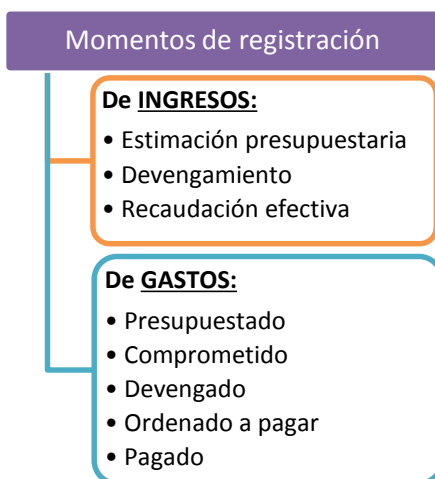 Momentos de registración
De INGRESOS:
• Estimación presupuestaria
• Devengamiento
• Recaudación efectiva
De GASTOS:
• Presupuestado
• Comprometido
• Devengado
• Ordenado a pagar
• Pagado